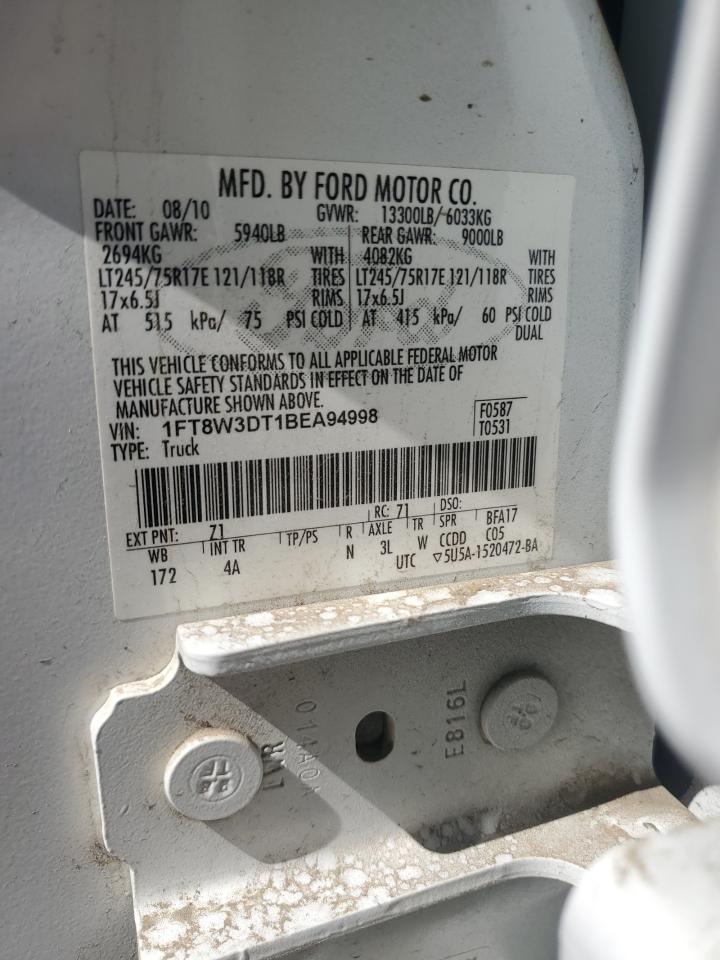 MFD. BY FORD MOTOR CO.
DATE: 08/10 GVWR: 13300LB/ 6033KG
FRONT GAWR: 5940LB REAR GAWR: 9000LB
2694KG WITH 4082KG WITH
LT245/75R17E 121/118R TIRES LT245/75R17E 121/118R TIRES
17x6.5J RIMS 17x6.5J RIMS
AT 515 kPa/ 75 PSI COLD AT 415 kPa/ 60 PSI COLD
DUAL
THIS VEHICLE CONFORMS TO ALL APPLICABLE FEDERAL MOTOR
VEHICLE SAFETY STANDARDS IN EFFECT ON THE DATE OF
MANUFACTURE SHOWN ABOVE.
VIN: 1FT8W3DT1BEA94998 F0587
TYPE: Truck T0531
EXT PNT: Z1 RC: 71 DSO:
WB INT TR TP/PS R AXLE TR SPR BFA17
172 4A N 3L W CCDD C05
UTC ▽5U5A-1520472-BA
E816L
LWR